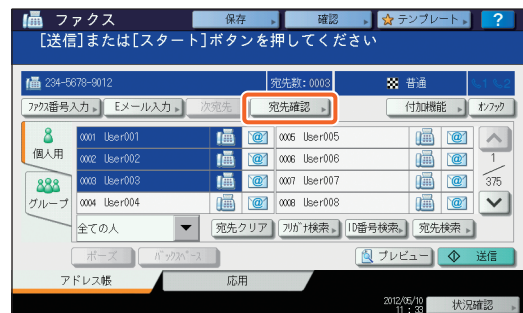 ファクス 保存 確認 テンプレート ?
[送信]または[スタート]ボタンを押してください
234-5678-9012 宛先数:0003 普通
ﾌｧｸｽ番号入力 Eメール入力 次宛先 宛先確認 付加機能 ｵﾝﾌｯｸ
個人用
グループ
0001 User001 0005 User005
0002 User002 0006 User006
0003 User003 0007 User007
0004 User004 0008 User008
1
375
全ての人 宛先クリア ﾌﾘｶﾞﾅ検索 ID番号検索 宛先検索
ポーズ ﾊﾞｯｸｽﾍﾟｰｽ プレビュー 送信
アドレス帳 応用
2012/05/10
11:33 状況確認